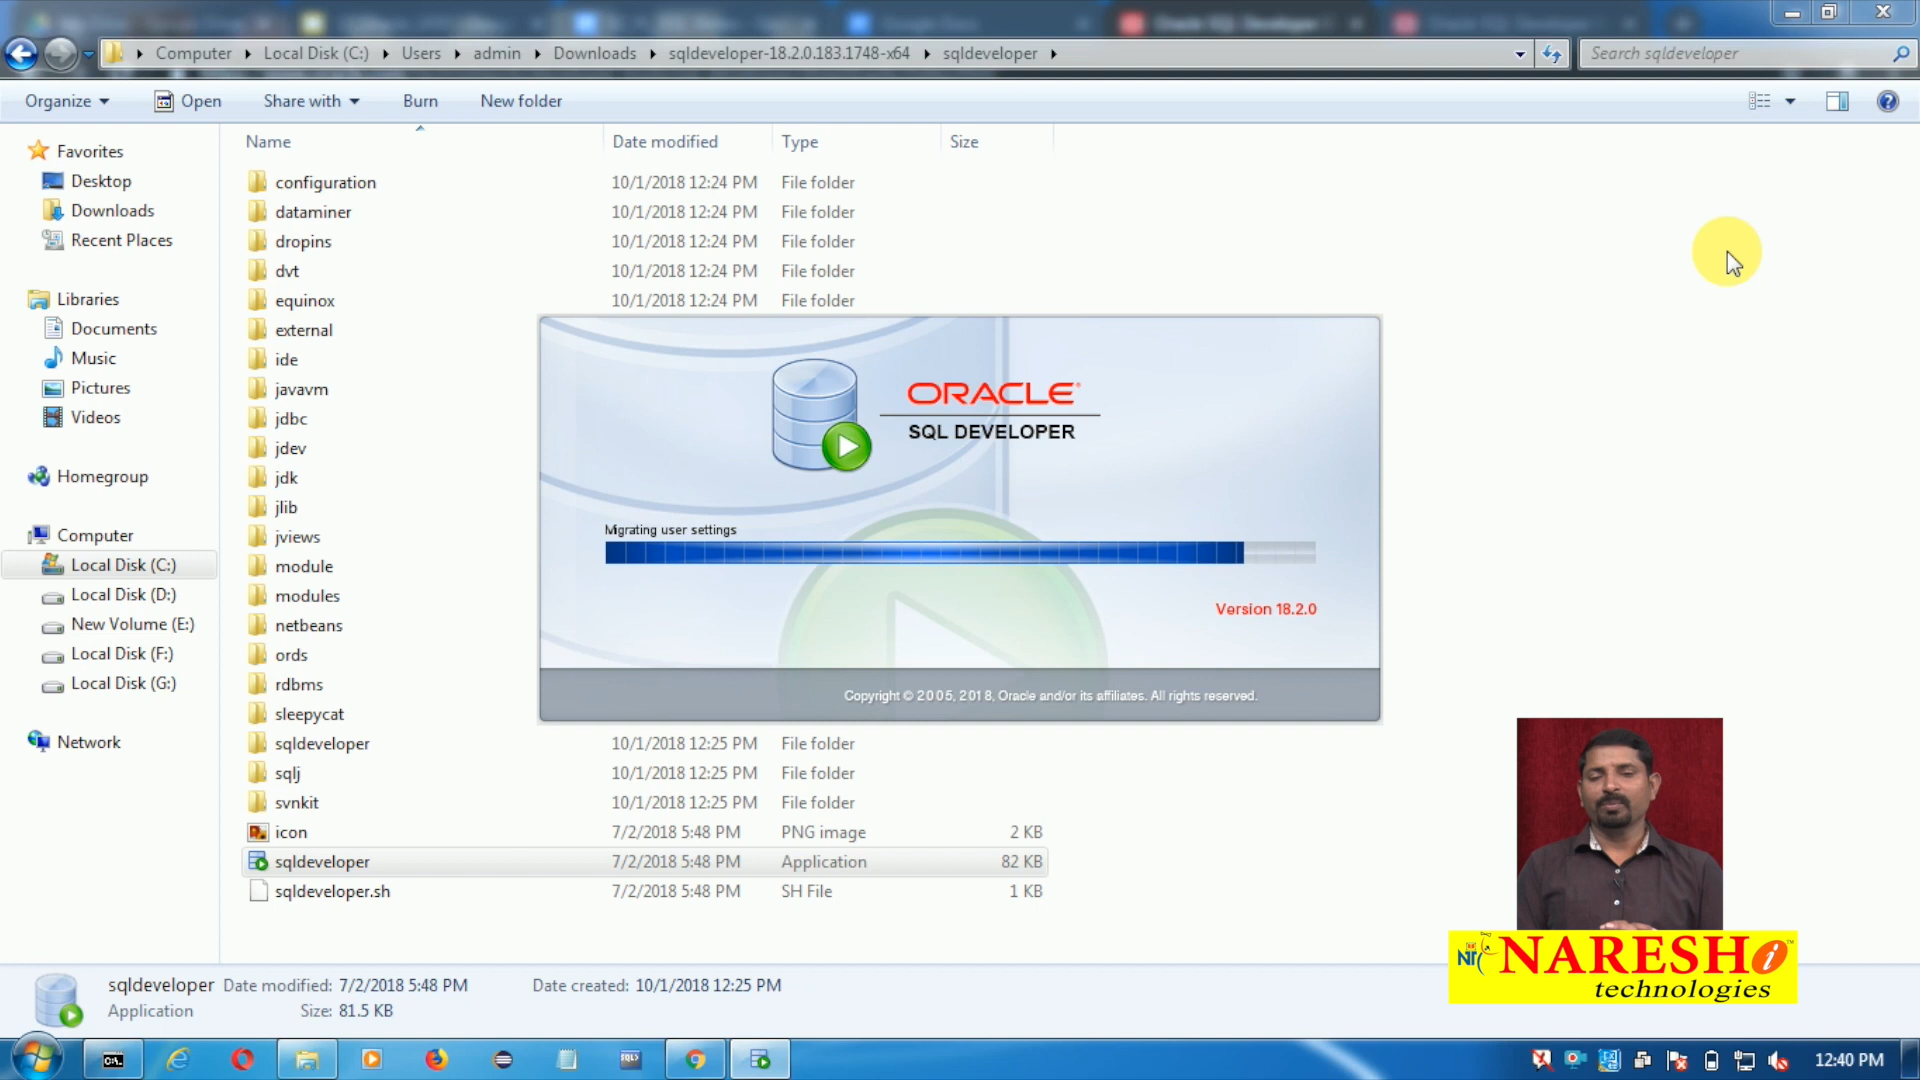 Computer Local Disk (C:) Users admin Downloads sqldeveloper-18.2.0.183.1748-x64 sqldeveloper
Search sqldeveloper
Organize Open Share with Burn New folder
Name Date modified Type Size
Favorites
Desktop
Downloads
Recent Places
Libraries
Documents
Music
Pictures
Videos
Homegroup
Computer
Local Disk (C:)
Local Disk (D:)
New Volume (E:)
Local Disk (F:)
Local Disk (G:)
Network
configuration 10/1/2018 12:24 PM File folder
dataminer 10/1/2018 12:24 PM File folder
dropins 10/1/2018 12:24 PM File folder
dvt 10/1/2018 12:24 PM File folder
equinox 10/1/2018 12:24 PM File folder
external
ide
javavm
jdbc
jdev
jdk
jlib
jviews
module
modules
netbeans
ords
rdbms
sleepycat
sqldeveloper 10/1/2018 12:25 PM File folder
sqlj 10/1/2018 12:25 PM File folder
svnkit 10/1/2018 12:25 PM File folder
icon 7/2/2018 5:48 PM PNG image 2 KB
sqldeveloper 7/2/2018 5:48 PM Application 82 KB
sqldeveloper.sh 7/2/2018 5:48 PM SH File 1 KB
ORACLE
SQL DEVELOPER
Migrating user settings
Version 18.2.0
Copyright © 2005, 2018, Oracle and/or its affiliates. All rights reserved.
NARESH i
technologies
sqldeveloper Date modified: 7/2/2018 5:48 PM Date created: 10/1/2018 12:25 PM
Application Size: 81.5 KB
12:40 PM